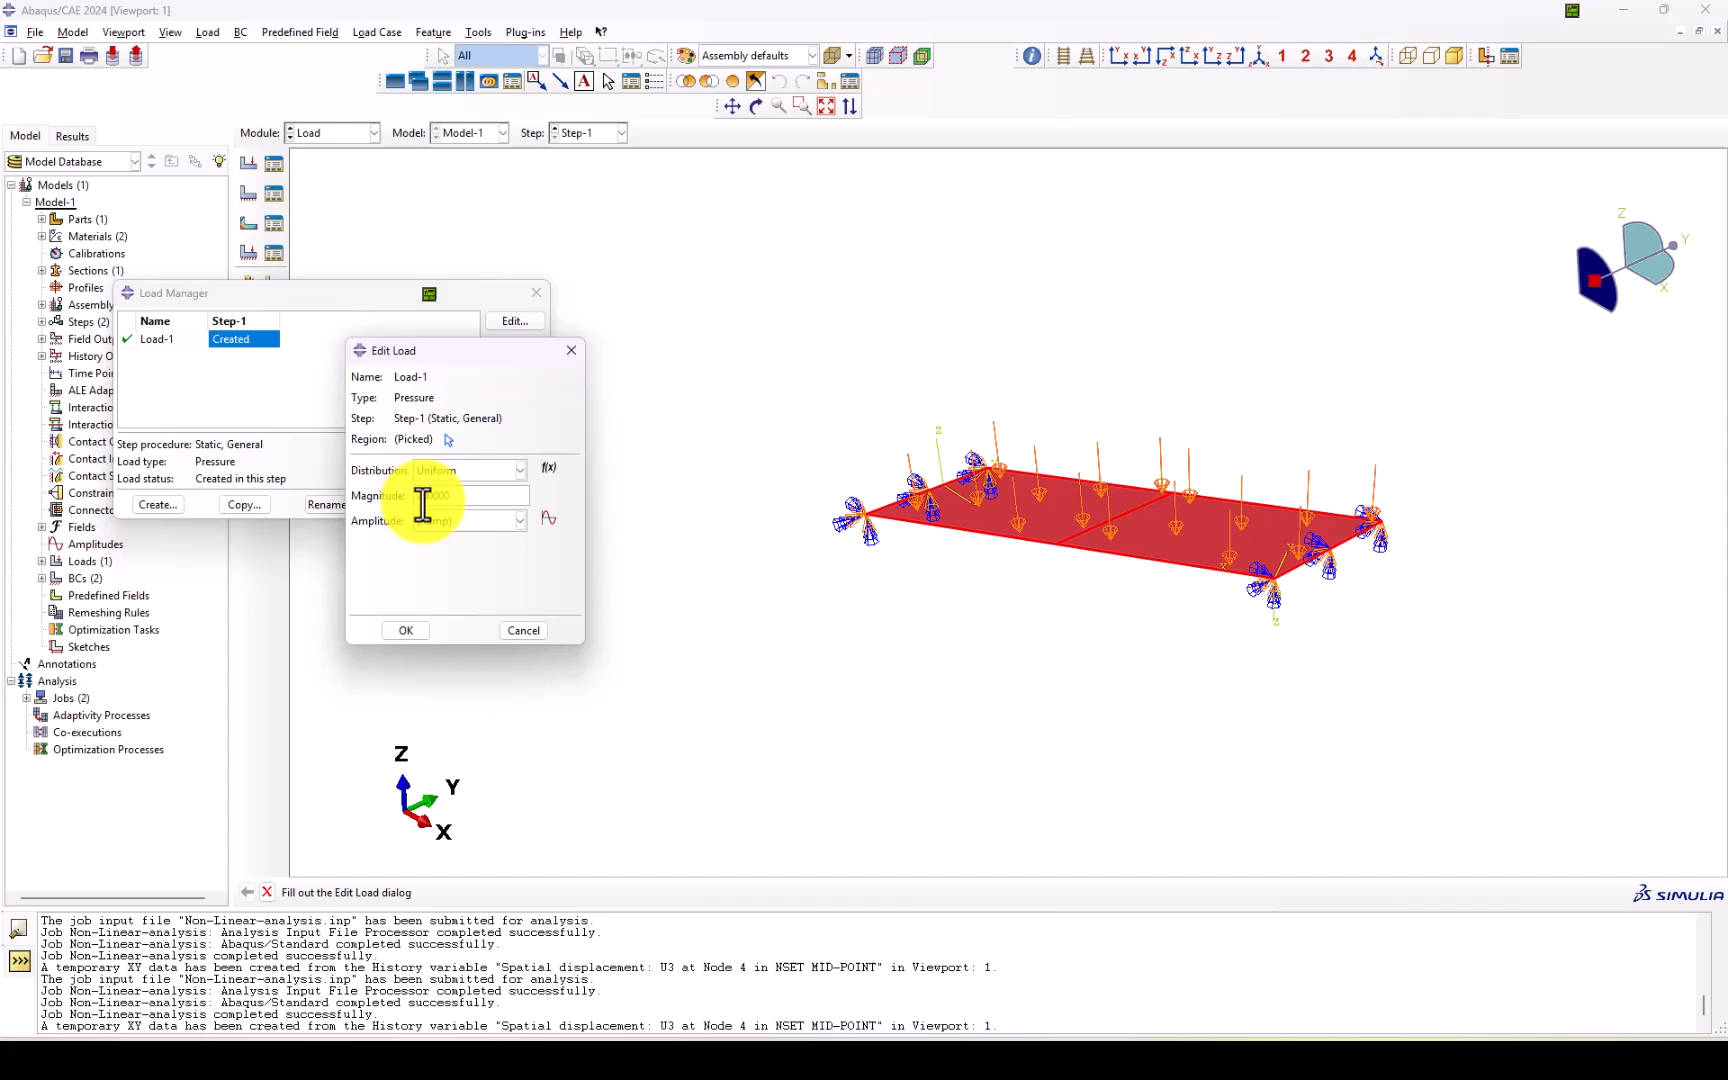 Abaqus/CAE 2024 [Viewport: 1]
File Model Viewport View Load BC Predefined Field Load Case Feature Tools Plug-ins Help
All Assembly defaults 1 2 3 4
Module: Load Model: Model-1 Step: Step-1
Model Results
Model Database
Models (1)
Model-1
Parts (1)
Materials (2)
Calibrations
Sections (1)
Profiles
Assembly
Steps (2)
Field Out
History O
Time Poi
ALE Adap
Interactio
Interactio
Contact
Contact
Contact
Constrain
Connecto
Fields
Amplitudes
Loads (1)
BCs (2)
Predefined Fields
Remeshing Rules
Optimization Tasks
Sketches
Annotations
Analysis
Jobs (2)
Adaptivity Processes
Co-executions
Optimization Processes
Load Manager
Name Step-1
Load-1 Created
Edit...
Step procedure: Static, General
Load type: Pressure
Load status: Created in this step
Create... Copy... Rename
Edit Load
Name: Load-1
Type: Pressure
Step: Step-1 (Static, General)
Region: (Picked)
Distribution: Uniform f(x)
Magnitude:
Amplitude:
OK Cancel
Z
Y
X
Z
Y
X
Fill out the Edit Load dialog
SIMULIA
The job input file "Non-Linear-analysis.inp" has been submitted for analysis.
Job Non-Linear-analysis: Analysis Input File Processor completed successfully.
Job Non-Linear-analysis: Abaqus/Standard completed successfully.
Job Non-Linear-analysis completed successfully.
A temporary XY data has been created from the History variable "Spatial displacement: U3 at Node 4 in NSET MID-POINT" in Viewport: 1.
The job input file "Non-Linear-analysis.inp" has been submitted for analysis.
Job Non-Linear-analysis: Analysis Input File Processor completed successfully.
Job Non-Linear-analysis: Abaqus/Standard completed successfully.
Job Non-Linear-analysis completed successfully.
A temporary XY data has been created from the History variable "Spatial displacement: U3 at Node 4 in NSET MID-POINT" in Viewport: 1.